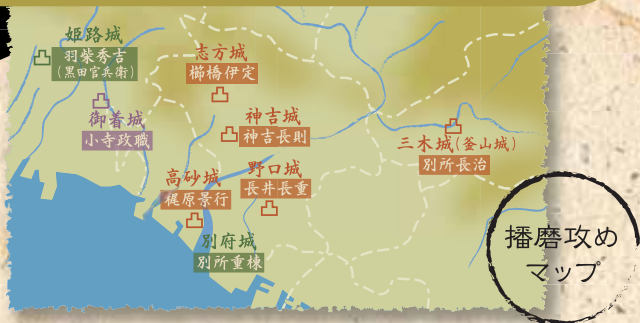 姫路城
羽柴秀吉
(黒田官兵衛)
御着城
小寺政職
志方城
櫛橋伊定
神吉城
神吉長則
三木城(釜山城)
別所長治
高砂城
梶原景行
野口城
長井長重
別府城
別所重棟
播磨攻め
マップ